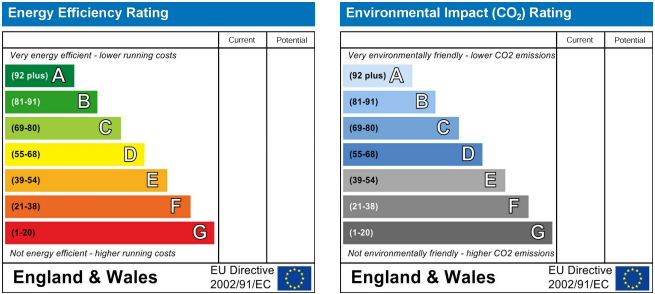 Energy Efficiency Rating
Current Potential
Very energy efficient - lower running costs
(92 plus) A
(81-91) B
(69-80) C
(55-68) D
(39-54) E
(21-38) F
(1-20) G
Not energy efficient - higher running costs
England & Wales
EU Directive
2002/91/EC
Environmental Impact (CO₂) Rating
Current Potential
Very environmentally friendly - lower CO2 emissions
(92 plus) A
(81-91) B
(69-80) C
(55-68) D
(39-54) E
(21-38) F
(1-20) G
Not environmentally friendly - higher CO2 emissions
England & Wales
EU Directive
2002/91/EC